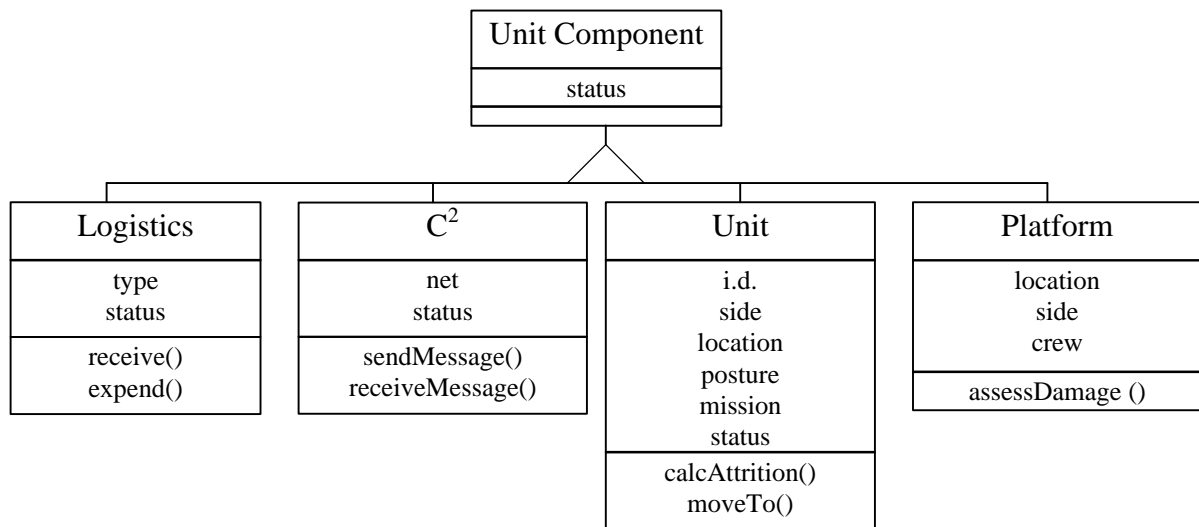 Unit Component
status
Logistics
type
status
receive()
expend()
C²
net
status
sendMessage()
receiveMessage()
Unit
i.d.
side
location
posture
mission
status
calcAttrition()
moveTo()
Platform
location
side
crew
assessDamage ()